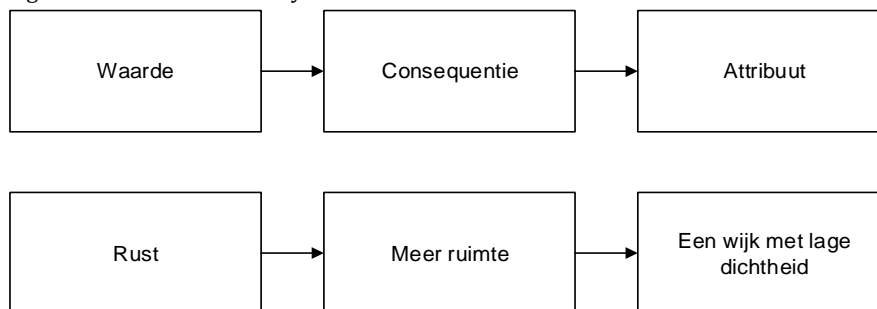 Waarde
Consequentie
Attribuut
Rust
Meer ruimte
Een wijk met lage
dichtheid